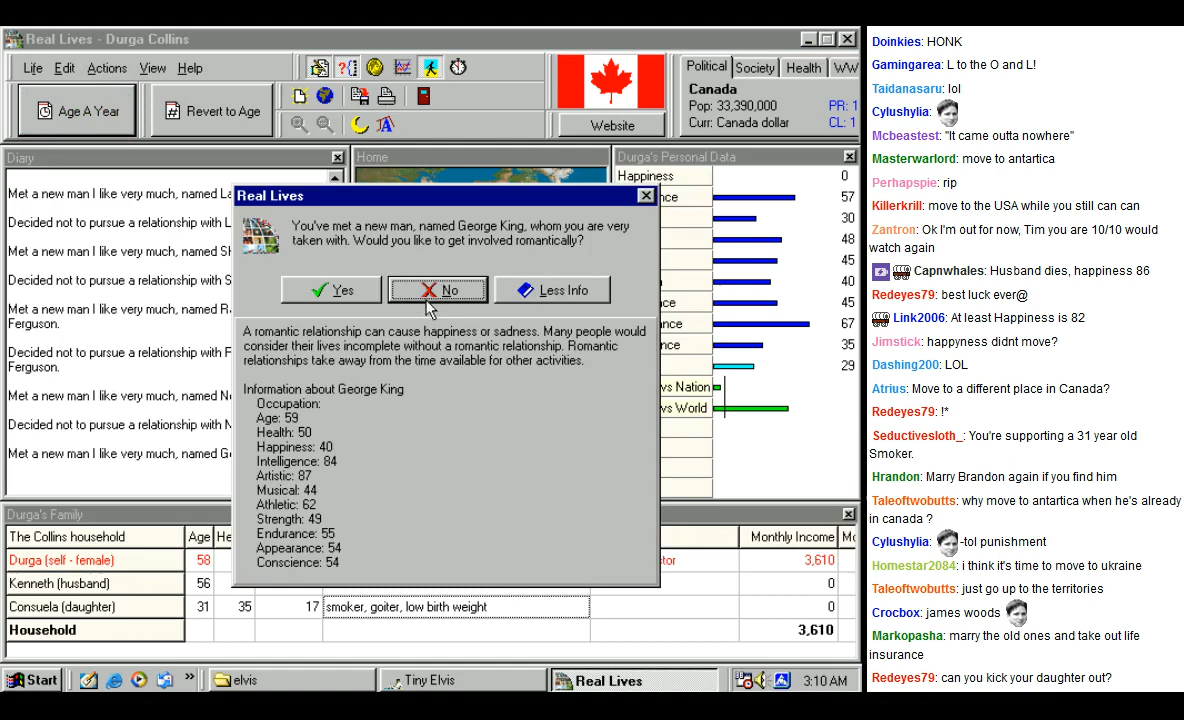 Real Lives - Durga Collins
Life Edit Actions View Help
Age A Year
Revert to Age
Website
Political Society Health WW
Canada
Pop: 33,390,000 PR: 1
Curr: Canada dollar CL: 1
Diary
Met a new man I like very much, named La
Decided not to pursue a relationship with L
Met a new man I like very much, named SH
Decided not to pursue a relationship with S
Met a new man I like very much, named R
Ferguson.
Decided not to pursue a relationship with F
Ferguson.
Met a new man I like very much, named N
Decided not to pursue a relationship with N
Met a new man I like very much, named G
Home
Durga's Personal Data
Happiness 0
nce 57
30
48
45
40
ce 45
nce 67
nce 35
29
vs Nation
vs World
Real Lives
You've met a new man, named George King, whom you are very
taken with. Would you like to get involved romantically?
Yes
No
Less Info
A romantic relationship can cause happiness or sadness. Many people would
consider their lives incomplete without a romantic relationship. Romantic
relationships take away from the time available for other activities.
Information about George King
Occupation:
Age: 59
Health: 50
Happiness: 40
Intelligence: 84
Artistic: 87
Musical: 44
Athletic: 62
Strength: 49
Endurance: 55
Appearance: 54
Conscience: 54
Durga's Family
The Collins household Age He Monthly Income Mo
Durga (self - female) 58 ctor 3,610
Kenneth (husband) 56 0
Consuela (daughter) 31 35 17 smoker, goiter, low birth weight 0
Household 3,610
Start
elvis
Tiny Elvis
Real Lives
3:10 AM
Doinkies: HONK
Gamingarea: L to the O and L!
Taidanasaru: lol
Cylushylia:
Mcbeastest: "It came outta nowhere"
Masterwarlord: move to antartica
Perhapspie: rip
Killerkrill: move to the USA while you still can
Zantron: Ok I'm out for now, Tim you are 10/10 would
watch again
Capnwhales: Husband dies, happiness 86
Redeyes79: best luck ever@
Link2006: At least Happiness is 82
Jimstick: happyness didnt move?
Dashing200: LOL
Atrius: Move to a different place in Canada?
Redeyes79: !*
Seductivesloth_: You're supporting a 31 year old
Smoker.
Hrandon: Marry Brandon again if you find him
Taleoftwobutts: why move to antartica when he's already
in canada ?
Cylushylia: -tol punishment
Homestar2084: i think it's time to move to ukraine
Taleoftwobutts: just go up to the territories
Crocbox: james woods
Markopasha: marry the old ones and take out life
insurance
Redeyes79: can you kick your daughter out?